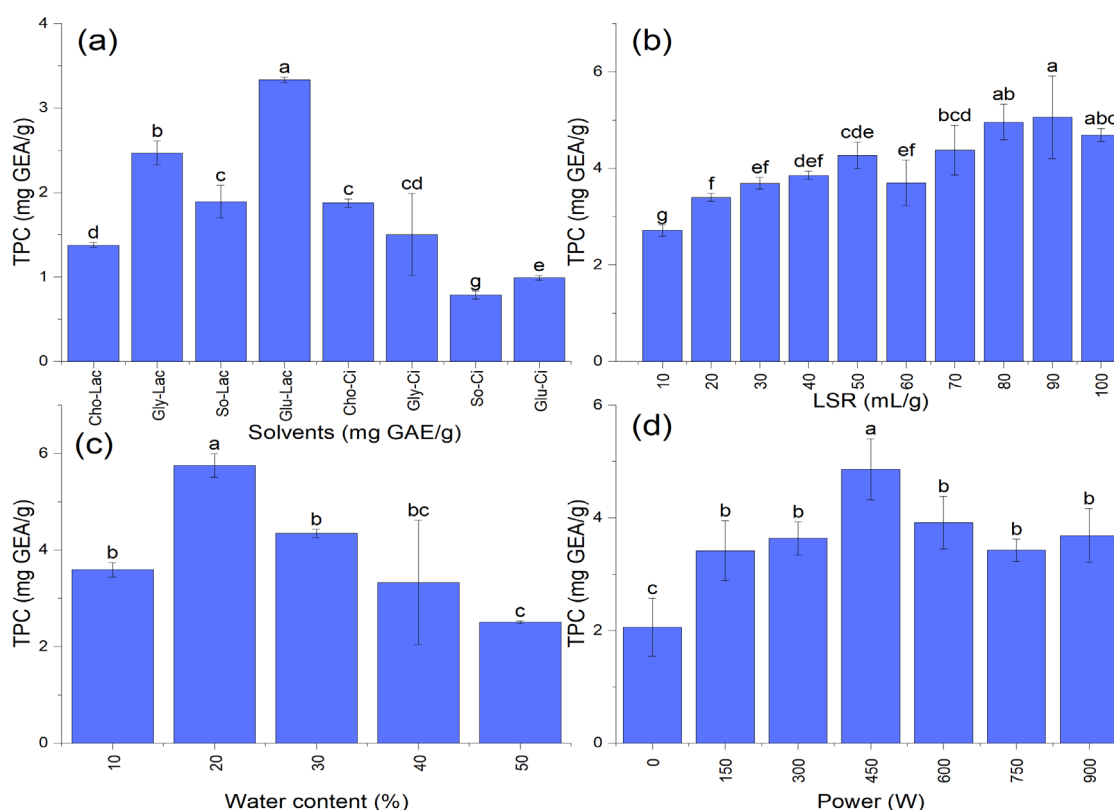 (a)
TPC (mg GEA/g)
4
3
2
1
0
d
b
c
a
c
cd
g
e
Cho-Lac
Gly-Lac
So-Lac
Glu-Lac
Cho-Ci
Gly-Ci
So-Ci
Glu-Ci
Solvents (mg GAE/g)
(b)
TPC (mg GEA/g)
6
4
2
0
g
f
ef
def
cde
ef
bcd
ab
a
abc
10
20
30
40
50
60
70
80
90
100
LSR (mL/g)
(c)
TPC (mg GEA/g)
6
4
2
0
b
a
b
bc
c
10
20
30
40
50
Water content (%)
(d)
TPC (mg GEA/g)
6
4
2
0
c
b
b
a
b
b
b
0
150
300
450
600
750
900
Power (W)